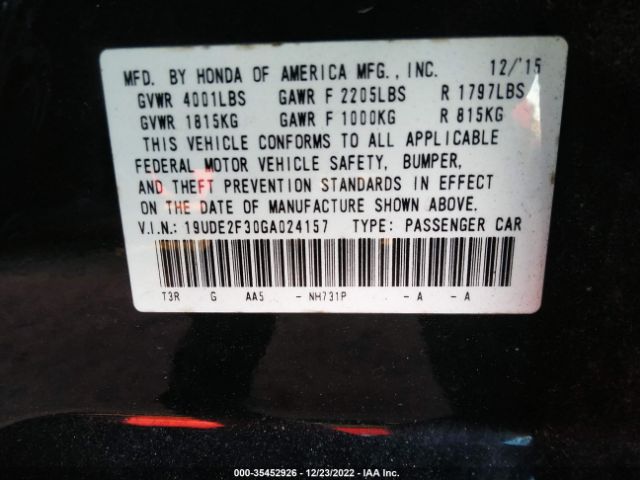 MFD. BY HONDA OF AMERICA MFG., INC. 12/'15
GVWR 4001LBS GAWR F 2205LBS R 1797LBS
GVWR 1815KG GAWR F 1000KG R 815KG
THIS VEHICLE CONFORMS TO ALL APPLICABLE
FEDERAL MOTOR VEHICLE SAFETY, BUMPER,
AND THEFT PREVENTION STANDARDS IN EFFECT
ON THE DATE OF MANUFACTURE SHOWN ABOVE.
V.I.N.: 19UDE2F30GA024157 TYPE: PASSENGER CAR
T3R G AA5 - NH731P - A - A
000-35452926 - 12/23/2022 - IAA Inc.